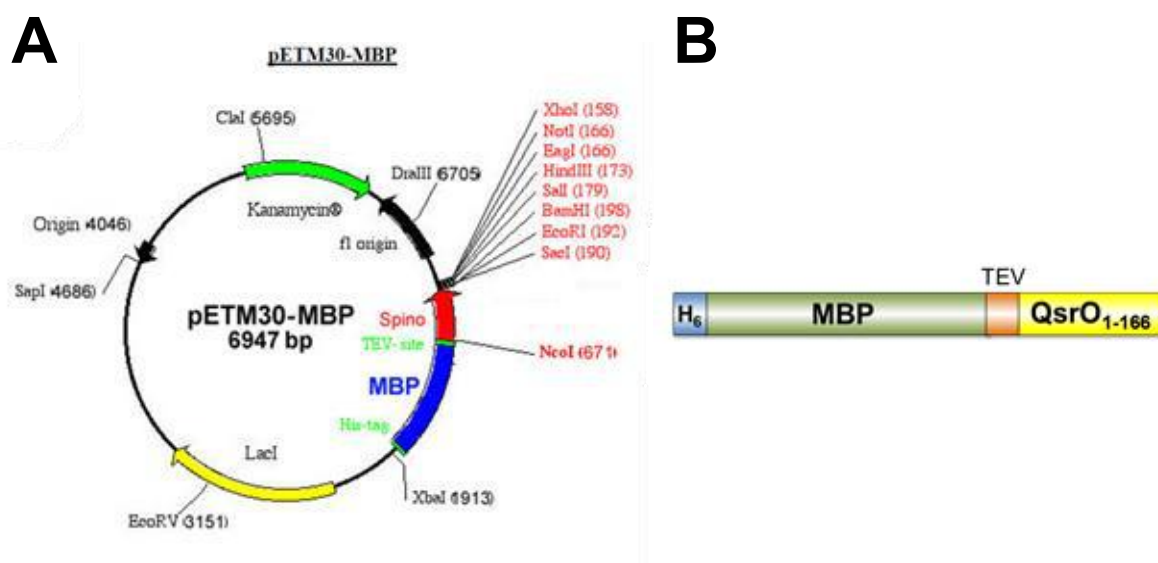 A
pETM30-MBP
ClaI (5695)
DraIII (6705)
Kanamycin®
f1 origin
Origin (4046)
SapI (4686)
XhoI (158)
NotI (166)
EagI (166)
HindIII (173)
SalI (179)
BamHI (198)
EcoRI (192)
SacI (190)
pETM30-MBP
6947 bp
Spino
TEV-site
NcoI (671)
MBP
His-tag
LacI
XbaI (1913)
EcoRV (3151)
B
TEV
H6 MBP QsrO1-166